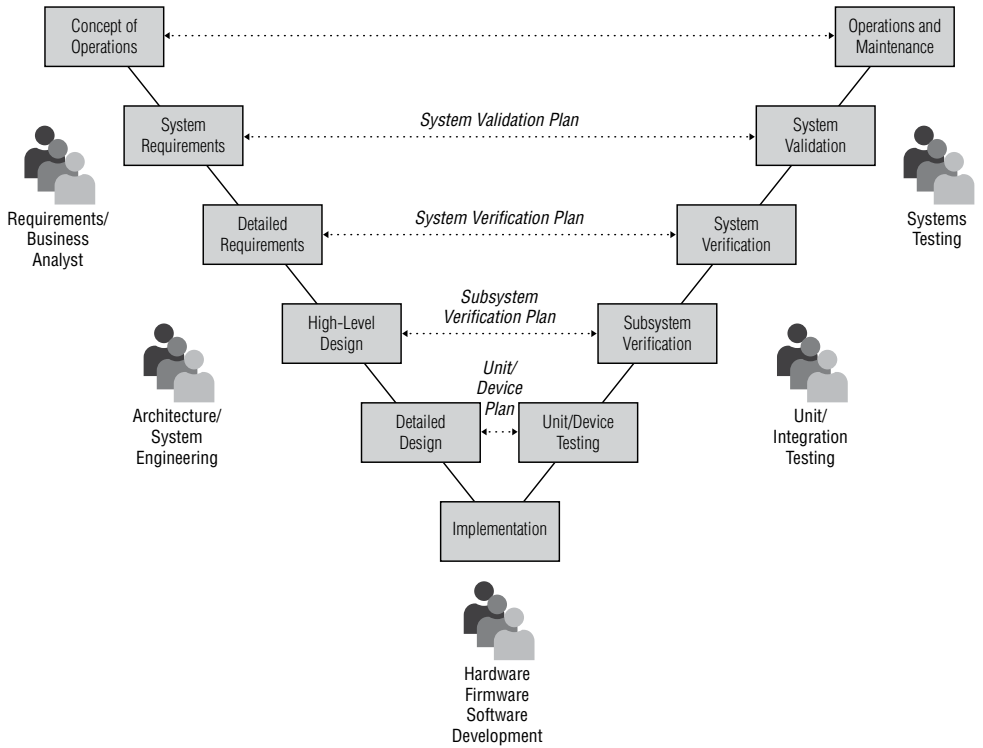 Concept of
Operations
Operations and
Maintenance
System
Requirements
System Validation Plan
System
Validation
Requirements/
Business
Analyst
Systems
Testing
Detailed
Requirements
System Verification Plan
System
Verification
High-Level
Design
Subsystem
Verification Plan
Subsystem
Verification
Architecture/
System
Engineering
Unit/
Device
Plan
Unit/
Integration
Testing
Detailed
Design
Unit/Device
Testing
Implementation
Hardware
Firmware
Software
Development